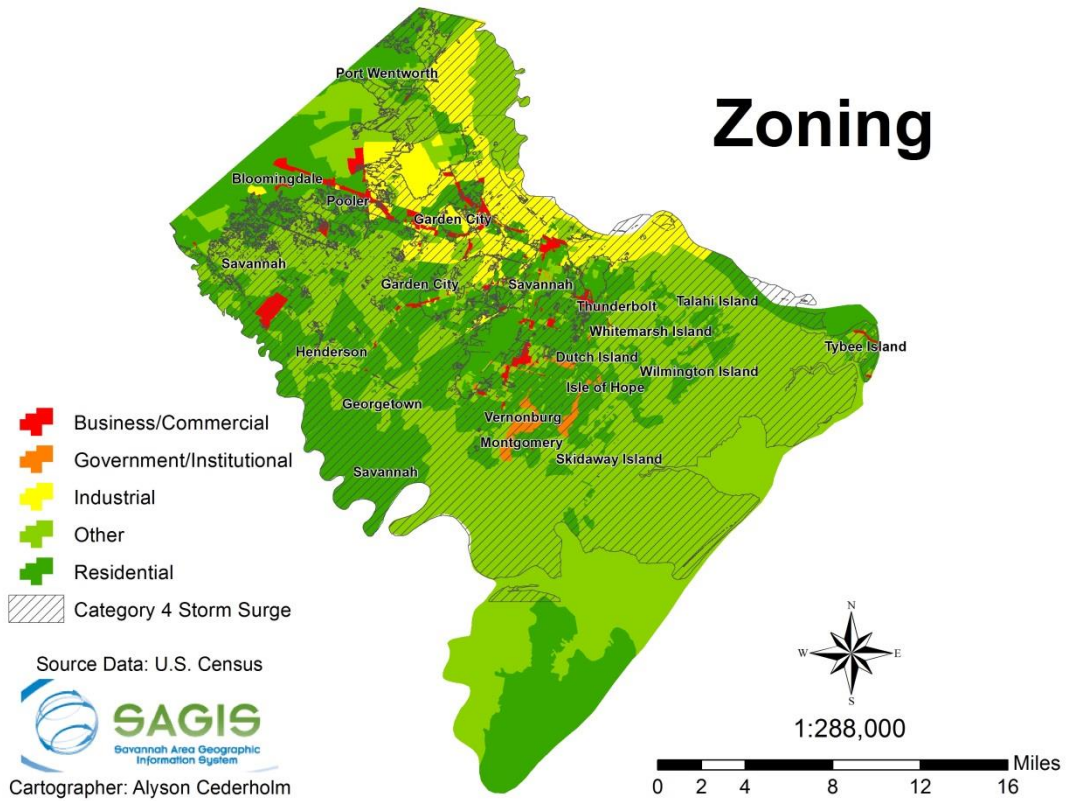 Zoning
Port Wentworth
Bloomingdale
Pooler
Garden City
Savannah
Garden City
Savannah
Thunderbolt
Talahi Island
Whitemarsh Island
Tybee Island
Henderson
Dutch Island
Wilmington Island
Isle of Hope
Georgetown
Vernonburg
Montgomery
Skidaway Island
Savannah
Business/Commercial
Government/Institutional
Industrial
Other
Residential
Category 4 Storm Surge
Source Data: U.S. Census
SAGIS
Savannah Area Geographic
Information System
Cartographer: Alyson Cederholm
N
W E
S
1:288,000
Miles
0 2 4 8 12 16